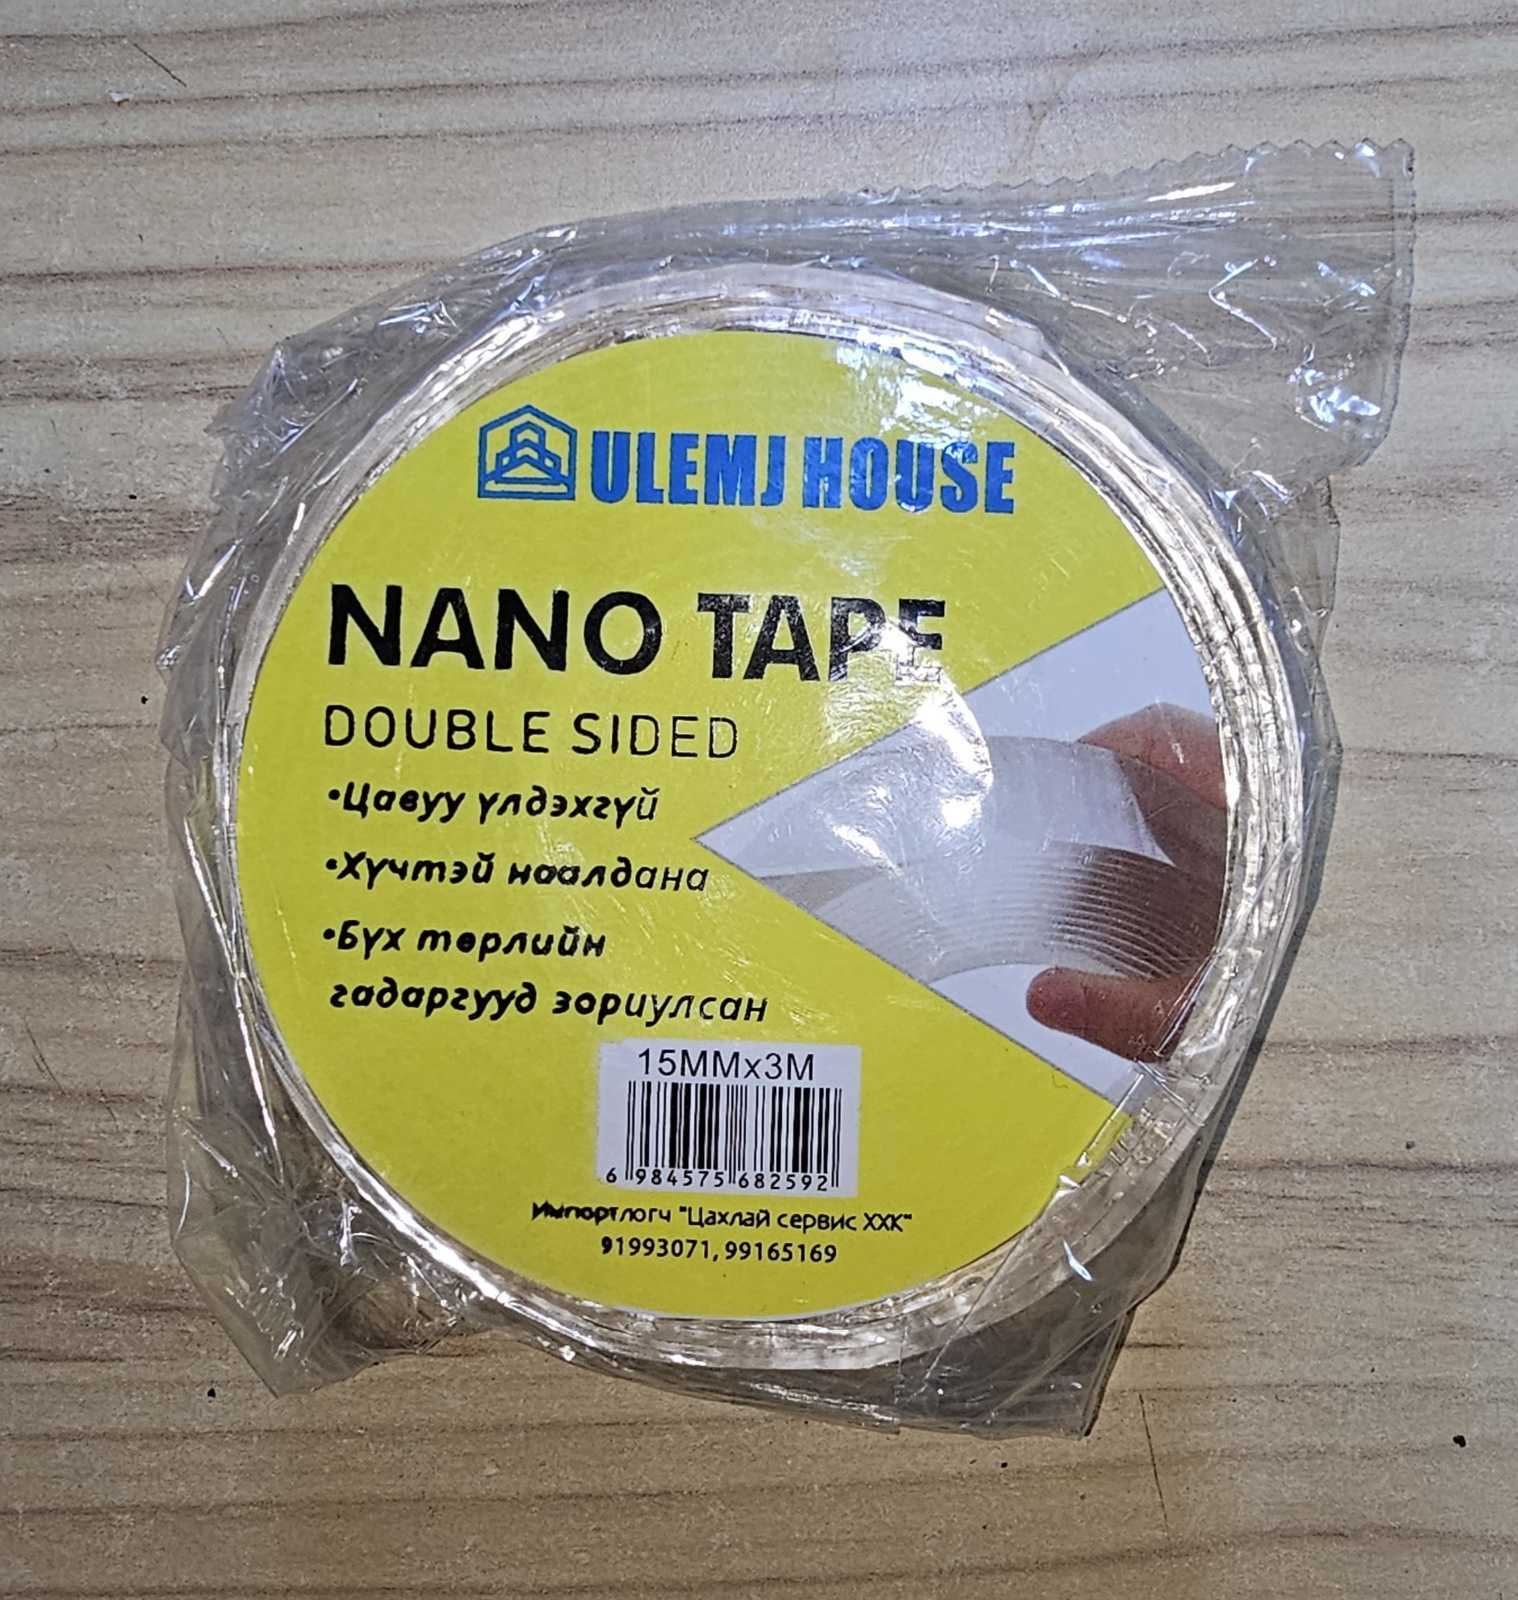 ULEMJ HOUSE
NANO TAPE
DOUBLE SIDED
•Цавуу үлдэхгүй
•Хүчтэй наалдана
•Бүх төрлийн
гадаргууд зориулсан
15MMx3M
6 984575 682592
Импортлогч "Цахлай сервис ХХК"
91993071, 99165169